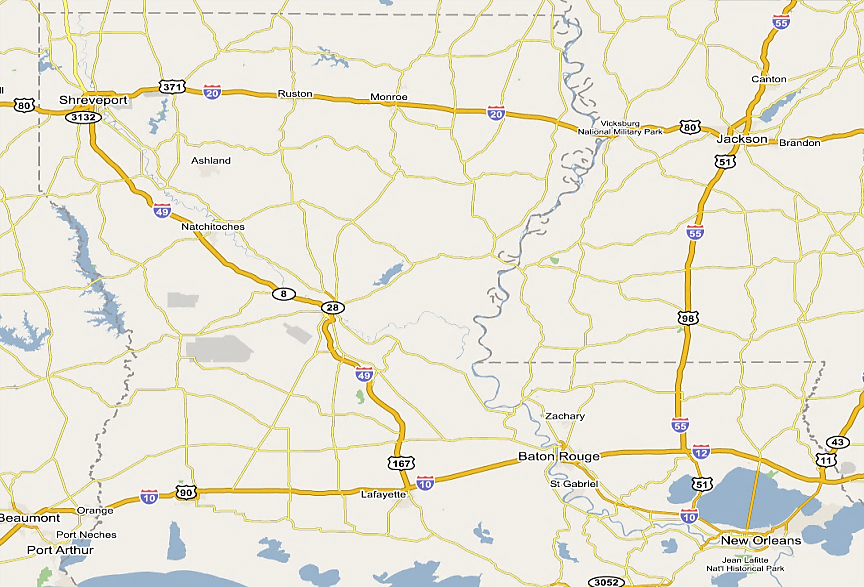 55
Canton
371
20
Ruston
Monroe
ll
80
Shreveport
3132
20
Vicksburg
National Military Park
80
Jackson
Brandon
51
Ashland
49
Natchitoches
55
8
28
98
49
Zachary
55
12
43
11
Baton Rouge
167
10
St Gabriel
51
10
90
Lafayette
Orange
Beaumont
Port Neches
Port Arthur
10
New Orleans
Jean Lafitte
Nat'l Historical Park
3052